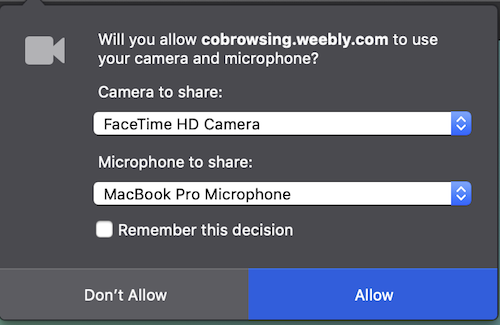 Will you allow cobrowsing.weebly.com to use
your camera and microphone?
Camera to share:
FaceTime HD Camera
Microphone to share:
MacBook Pro Microphone
Remember this decision
Don't Allow
Allow